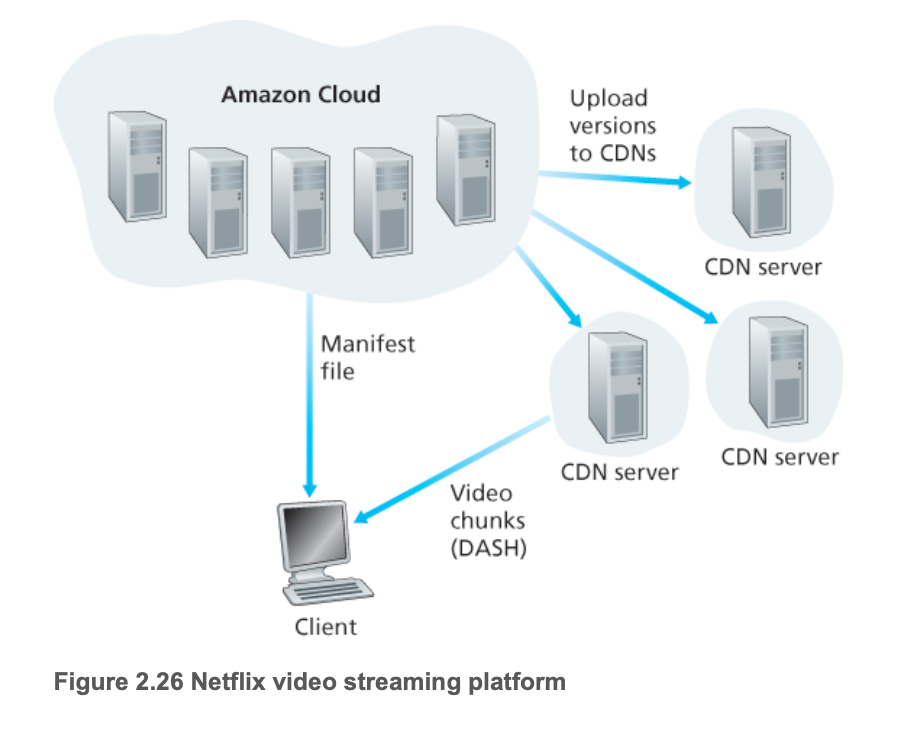 Amazon Cloud
Upload
versions
to CDNs
CDN server
Manifest
file
CDN server
CDN server
Video
chunks
(DASH)
Client
Figure 2.26 Netflix video streaming platform